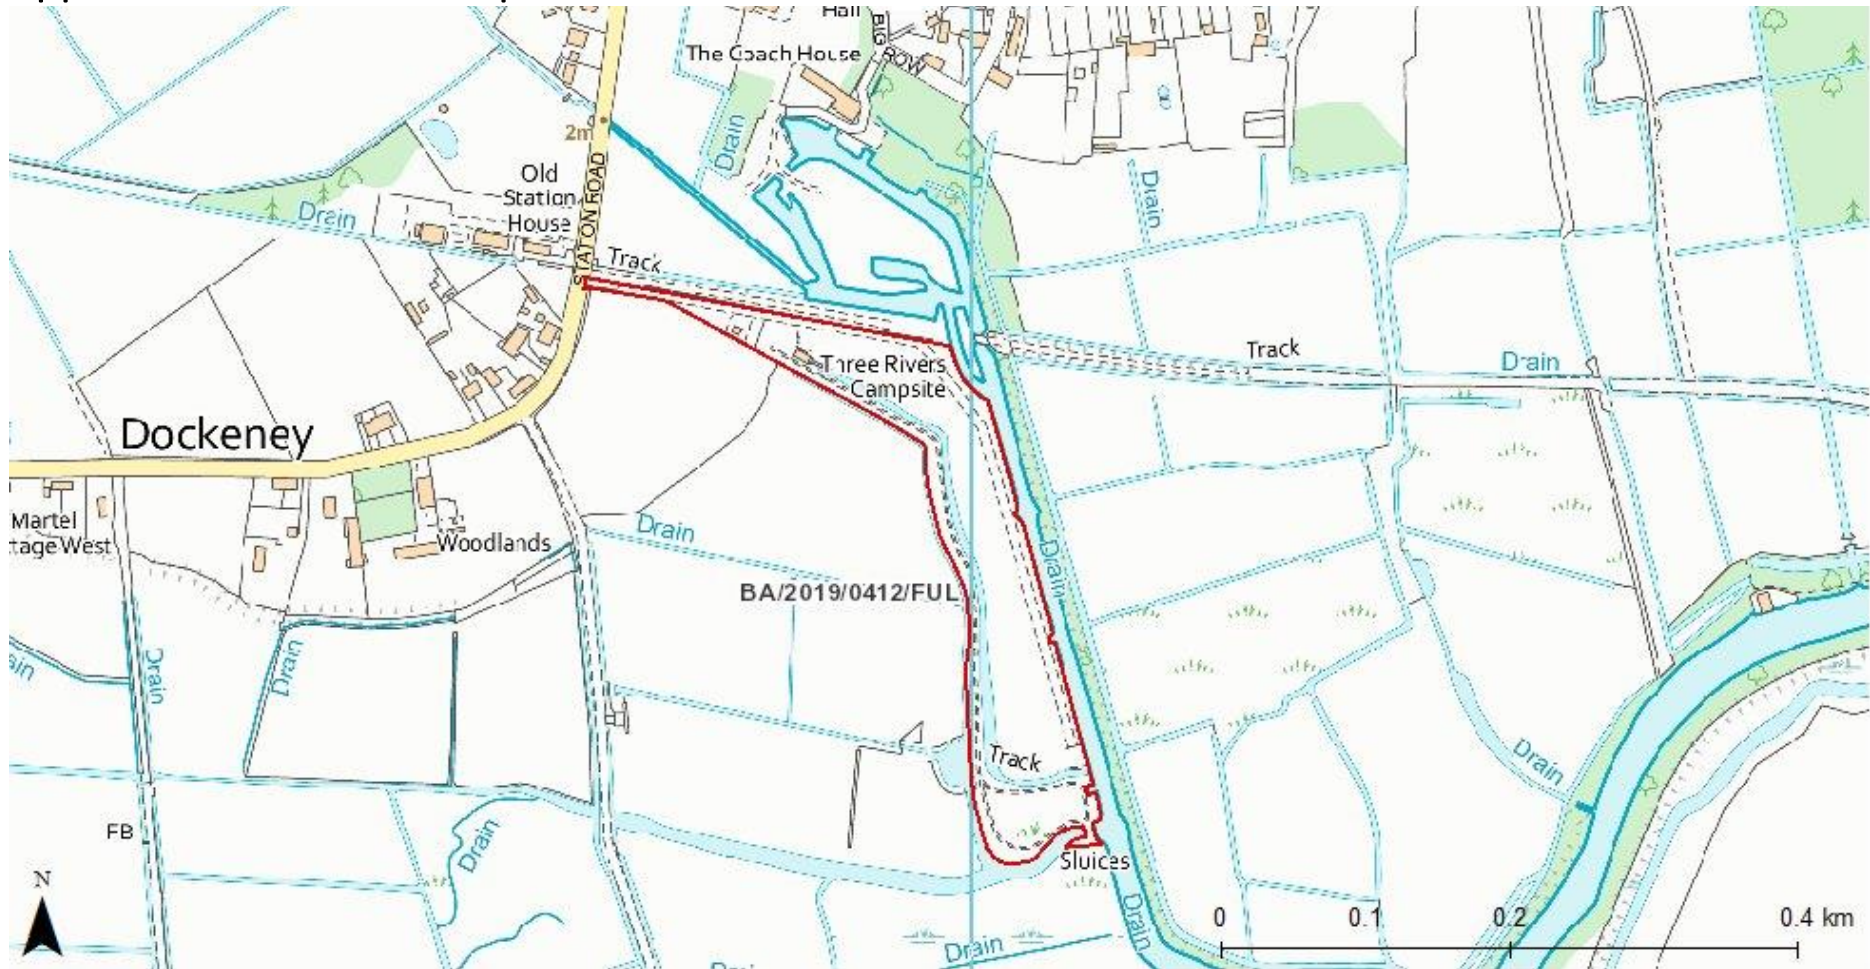 Hall
The Coach House
BIG
ROW
2m
Drain
Old
Station
House
STATION ROAD
Drain
Drain
Track
Three Rivers
Campsite
Track
Drain
Dockeney
Martel
tage West
Woodlands
Drain
Drain
BA/2019/0412/FUL
ain
Drain
Drain
Track
Drain
FB
Drain
Sluices
Drain
Drain
N
0
0.1
0.2
0.4 km